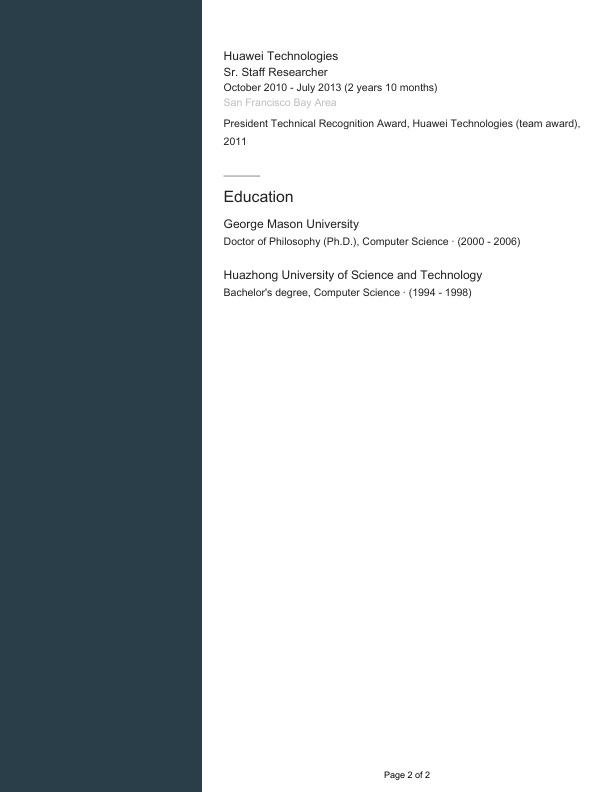 Huawei Technologies
Sr. Staff Researcher
October 2010 - July 2013 (2 years 10 months)
San Francisco Bay Area
President Technical Recognition Award, Huawei Technologies (team award),
2011
Education
George Mason University
Doctor of Philosophy (Ph.D.), Computer Science · (2000 - 2006)
Huazhong University of Science and Technology
Bachelor's degree, Computer Science · (1994 - 1998)
Page 2 of 2